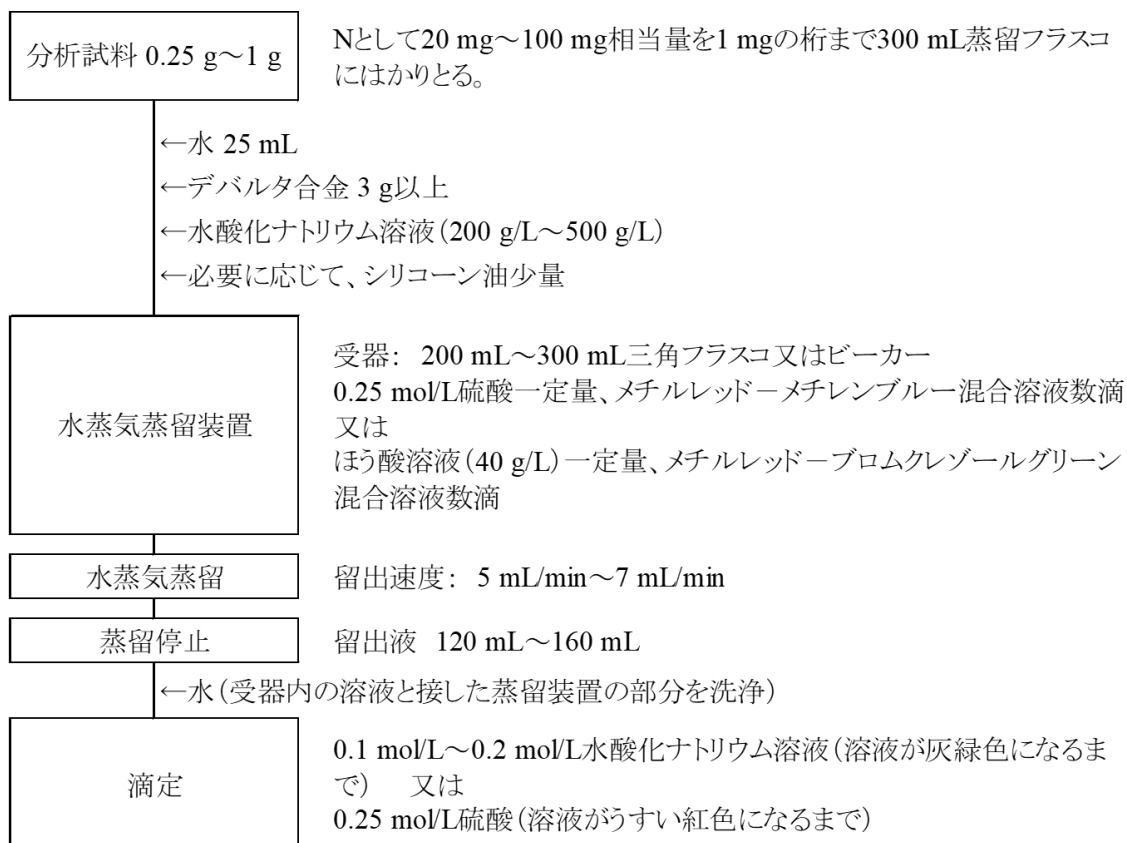 分析試料 0.25 g～1 g
Nとして20 mg～100 mg相当量を1 mgの桁まで300 mL蒸留フラスコ
にはかりとる。
←水 25 mL
←デバルタ合金 3 g以上
←水酸化ナトリウム溶液(200 g/L～500 g/L)
←必要に応じて、シリコーン油少量
水蒸気蒸留装置
受器： 200 mL～300 mL三角フラスコ又はビーカー
0.25 mol/L硫酸一定量、メチルレッド－メチレンブルー混合溶液数滴
又は
ほう酸溶液(40 g/L)一定量、メチルレッド－ブロムクレゾールグリーン
混合溶液数滴
水蒸気蒸留
留出速度： 5 mL/min～7 mL/min
蒸留停止
留出液 120 mL～160 mL
←水(受器内の溶液と接した蒸留装置の部分を洗浄)
滴定
0.1 mol/L～0.2 mol/L水酸化ナトリウム溶液(溶液が灰緑色になるま
で) 又は
0.25 mol/L硫酸(溶液がうすい紅色になるまで)